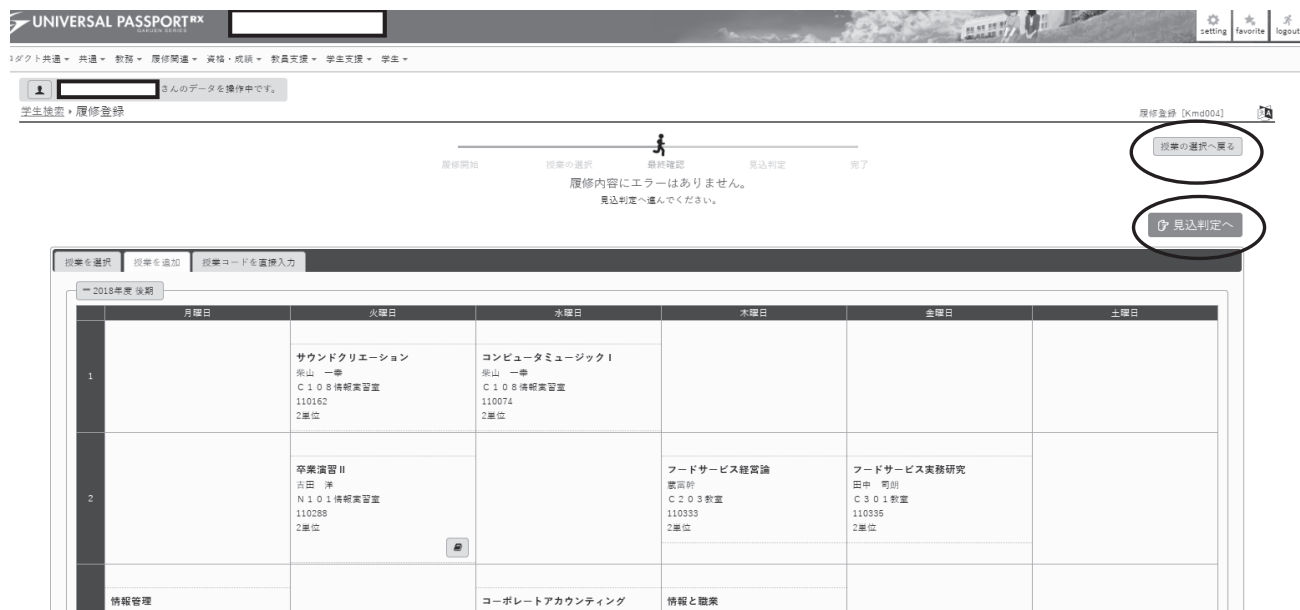 UNIVERSAL PASSPORT RX
GAKUEN SERIES
setting favorite logout
ロダクト共通 共通 教務 履修関連 資格・成績 教員支援 学生支援 学生
さんのデータを操作中です。
学生検索 履修登録
履修登録 [Kmd004]
授業の選択へ戻る
履修開始 授業の選択 最終確認 見込判定 完了
履修内容にエラーはありません。
見込判定へ進んでください。
見込判定へ
授業を選択 授業を追加 授業コードを直接入力
2018年度 後期
月曜日 火曜日 水曜日 木曜日 金曜日 土曜日
1
サウンドクリエーション
柴山 一幸
C108情報実習室
110162
2単位
コンピュータミュージックⅠ
柴山 一幸
C108情報実習室
110074
2単位
2
卒業演習Ⅱ
古田 洋
N101情報実習室
110288
2単位
フードサービス経営論
C203教室
110333
2単位
フードサービス実務研究
田中 司朗
C301教室
110335
2単位
情報管理
コーポレートアカウンティング
情報と職業